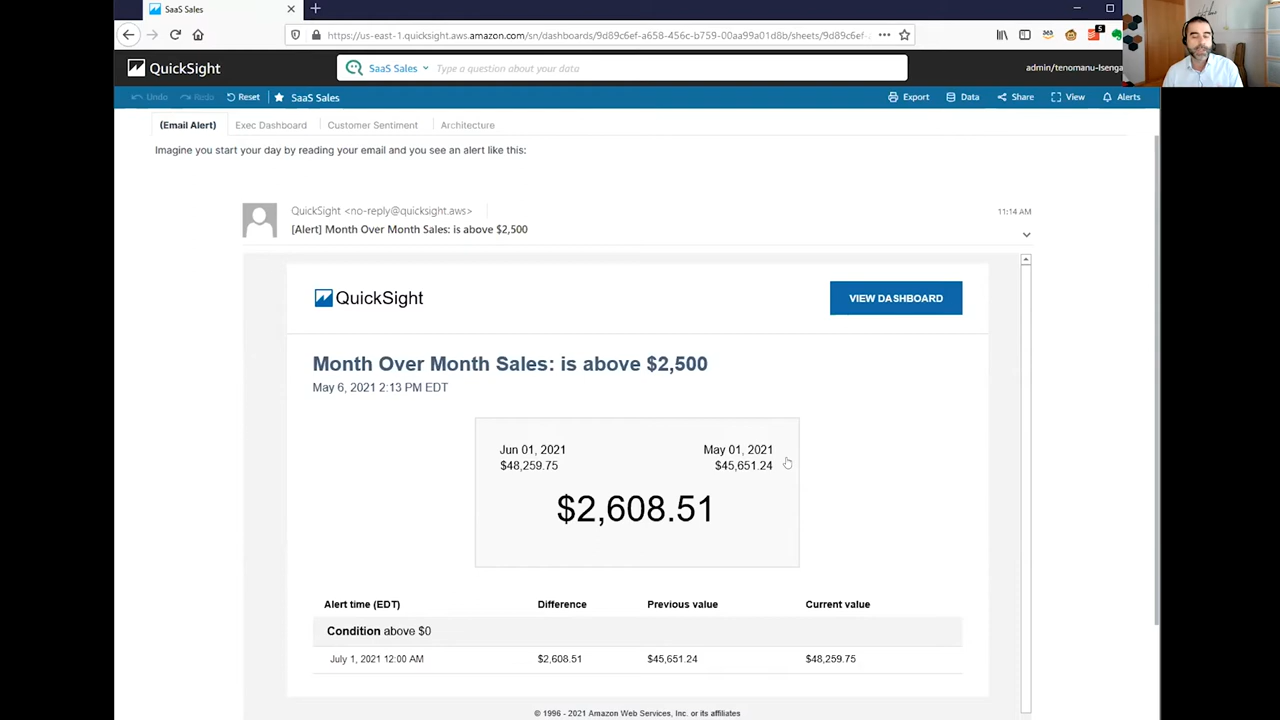 SaaS Sales
https://us-east-1.quicksight.aws.amazon.com/sn/dashboards/9d89c6ef-a658-456c-b759-00aa99a01d8b/sheets/9d89c6ef-
QuickSight
SaaS Sales
Type a question about your data
admin/tenomanu-Isenga
Undo
Redo
Reset
SaaS Sales
Export
Data
Share
View
Alerts
(Email Alert)
Exec Dashboard
Customer Sentiment
Architecture
Imagine you start your day by reading your email and you see an alert like this:
QuickSight <no-reply@quicksight.aws>
11:14 AM
[Alert] Month Over Month Sales: is above $2,500
QuickSight
VIEW DASHBOARD
Month Over Month Sales: is above $2,500
May 6, 2021 2:13 PM EDT
Jun 01, 2021 May 01, 2021
$48,259.75 $45,651.24
$2,608.51
Alert time (EDT) Difference Previous value Current value
Condition above $0
July 1, 2021 12:00 AM $2,608.51 $45,651.24 $48,259.75
© 1996 - 2021 Amazon Web Services, Inc. or its affiliates